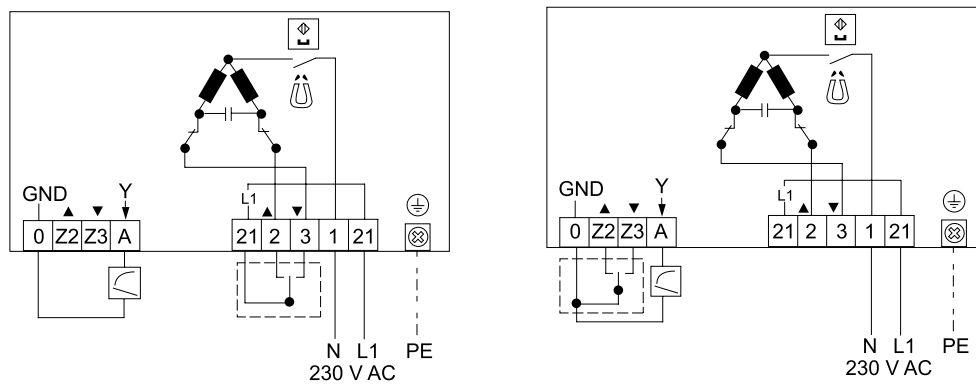 GND Y L1 ▲ ▼
▲ ▼
0 Z2 Z3 A 21 2 3 1 21
N L1 PE
230 V AC
GND Y L1 ▲ ▼
▲ ▼
0 Z2 Z3 A 21 2 3 1 21
N L1 PE
230 V AC